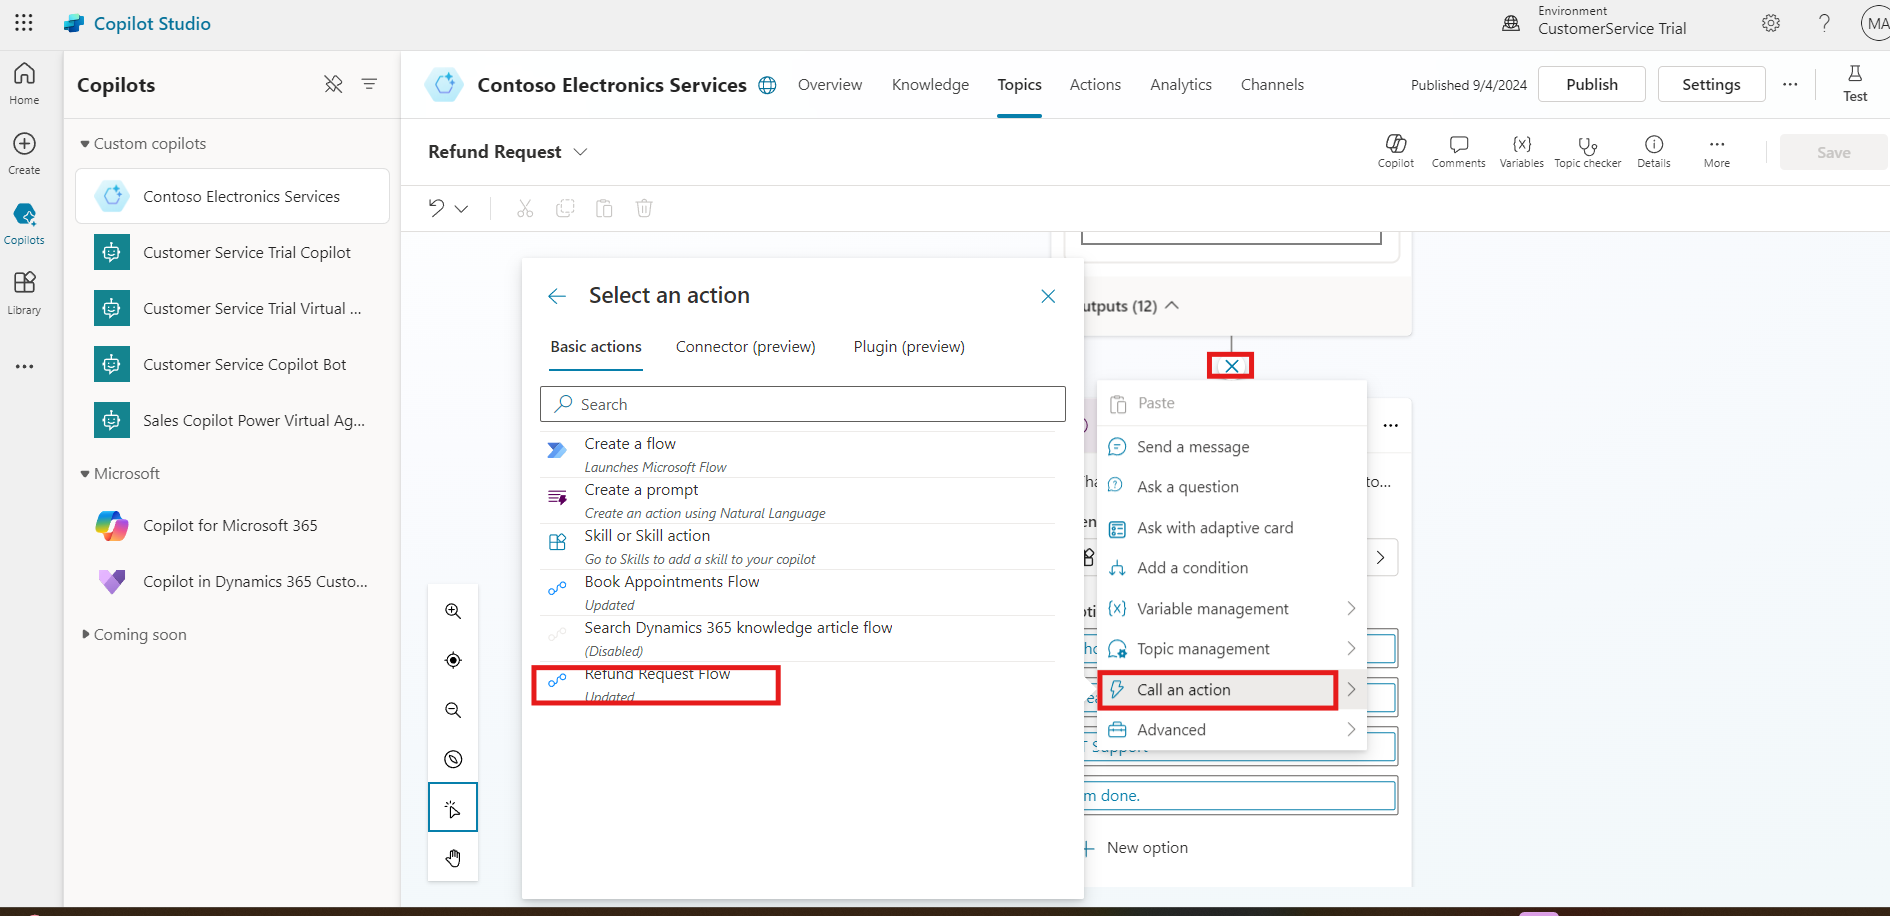 Copilot Studio
Environment
CustomerService Trial
MA
Home
Create
Copilots
Library
Copilots
Custom copilots
Contoso Electronics Services
Customer Service Trial Copilot
Customer Service Trial Virtual ...
Customer Service Copilot Bot
Sales Copilot Power Virtual Ag...
Microsoft
Copilot for Microsoft 365
Copilot in Dynamics 365 Custo...
Coming soon
Contoso Electronics Services
Overview
Knowledge
Topics
Actions
Analytics
Channels
Published 9/4/2024
Publish
Settings
Test
Refund Request
Copilot
Comments
Variables
Topic checker
Details
More
Save
Select an action
Basic actions
Connector (preview)
Plugin (preview)
Search
Create a flow
Launches Microsoft Flow
Create a prompt
Create an action using Natural Language
Skill or Skill action
Go to Skills to add a skill to your copilot
Book Appointments Flow
Updated
Search Dynamics 365 knowledge article flow
(Disabled)
Refund Request Flow
Updated
utputs (12)
Paste
Send a message
Ask a question
Ask with adaptive card
Add a condition
Variable management
Topic management
Call an action
Advanced
to...
Support
m done.
New option